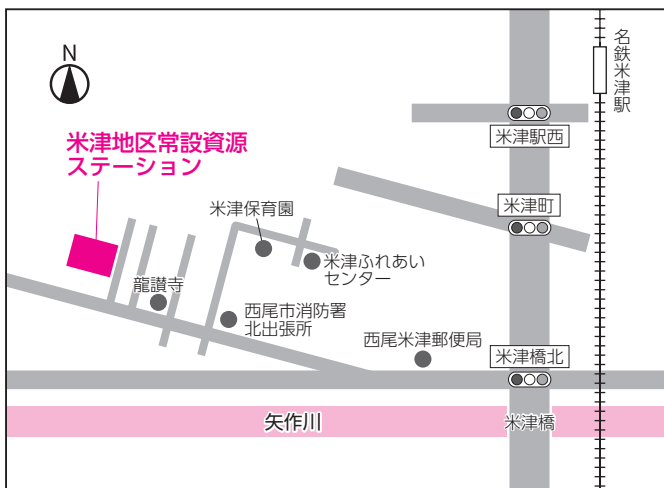 N
名鉄米津駅
米津駅西
米津地区常設資源
ステーション
米津町
米津保育園
米津ふれあい
センター
龍讃寺
西尾市消防署
北出張所
西尾米津郵便局
米津橋北
矢作川
米津橋